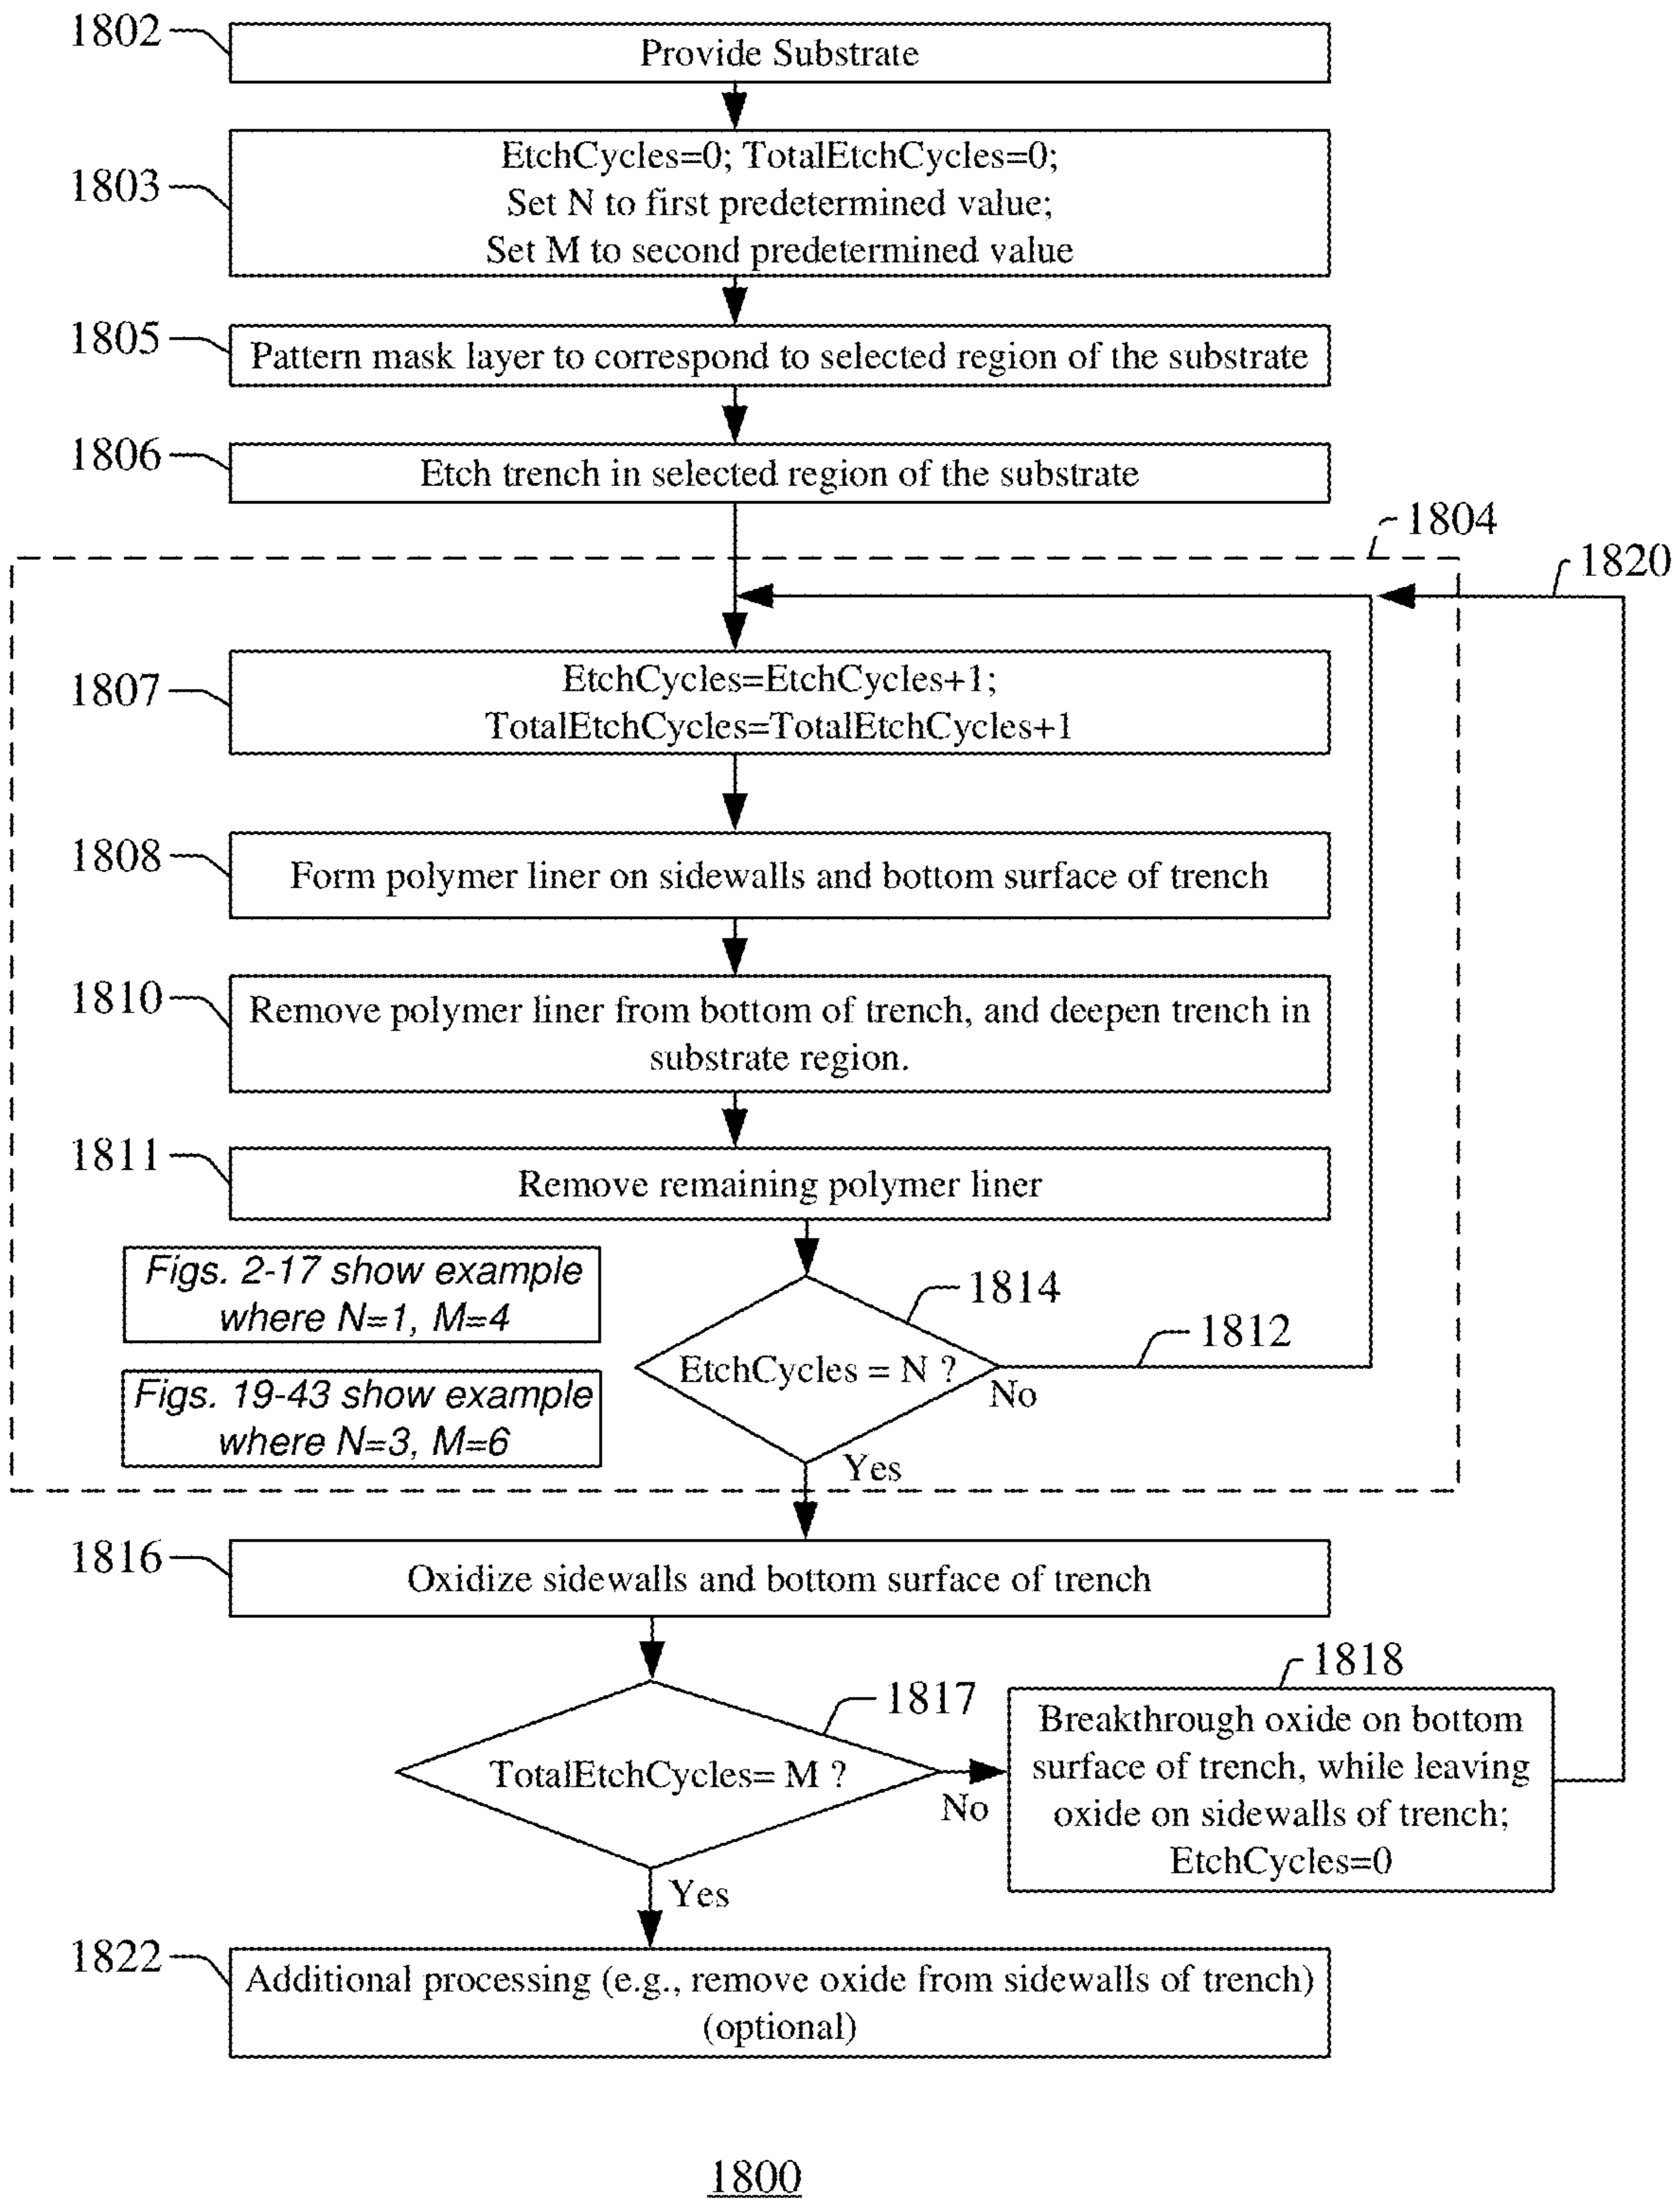 1802
Provide Substrate
1803
EtchCycles=0; TotalEtchCycles=0;
Set N to first predetermined value;
Set M to second predetermined value
1805
Pattern mask layer to correspond to selected region of the substrate
1806
Etch trench in selected region of the substrate
1804
1820
1807
EtchCycles=EtchCycles+1;
TotalEtchCycles=TotalEtchCycles+1
1808
Form polymer liner on sidewalls and bottom surface of trench
1810
Remove polymer liner from bottom of trench, and deepen trench in
substrate region.
1811
Remove remaining polymer liner
Figs. 2-17 show example
where N=1, M=4
1814
1812
EtchCycles = N ?
No
Figs. 19-43 show example
where N=3, M=6
Yes
1816
Oxidize sidewalls and bottom surface of trench
1817
TotalEtchCycles= M ?
No
1818
Breakthrough oxide on bottom
surface of trench, while leaving
oxide on sidewalls of trench;
EtchCycles=0
Yes
1822
Additional processing (e.g., remove oxide from sidewalls of trench)
(optional)
1800